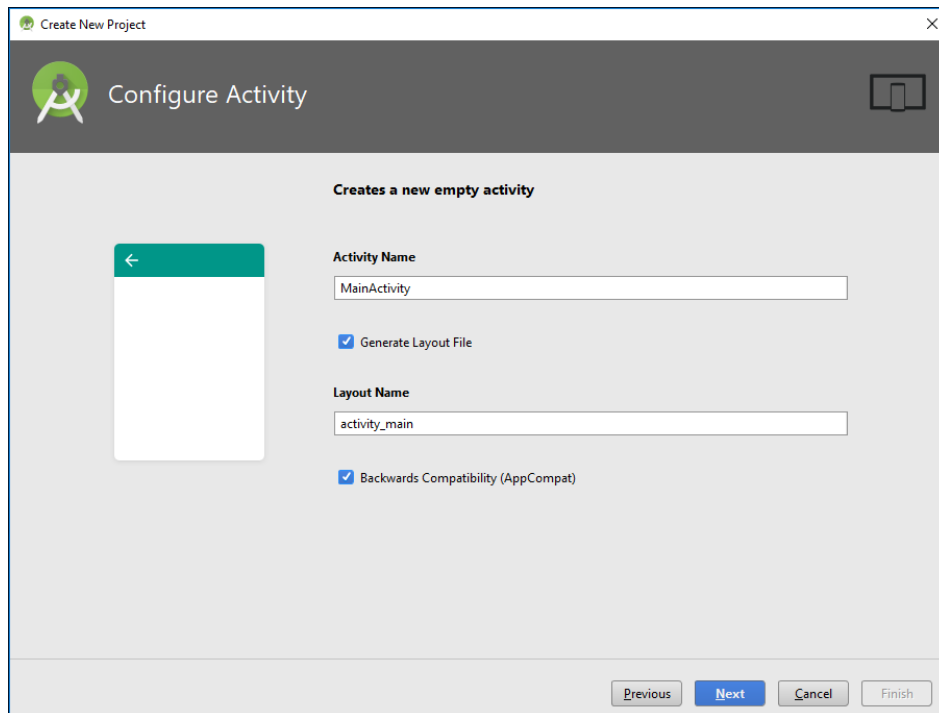 Create New Project
Configure Activity
Creates a new empty activity
Activity Name
MainActivity
Generate Layout File
Layout Name
activity_main
Backwards Compatibility (AppCompat)
Previous Next Cancel Finish